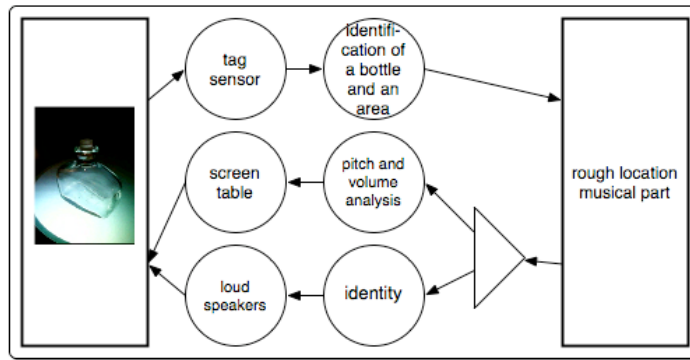 tag
sensor
identifi-
cation of
a bottle
and an
area
screen
table
pitch and
volume
analysis
rough location
musical part
loud
speakers
identity